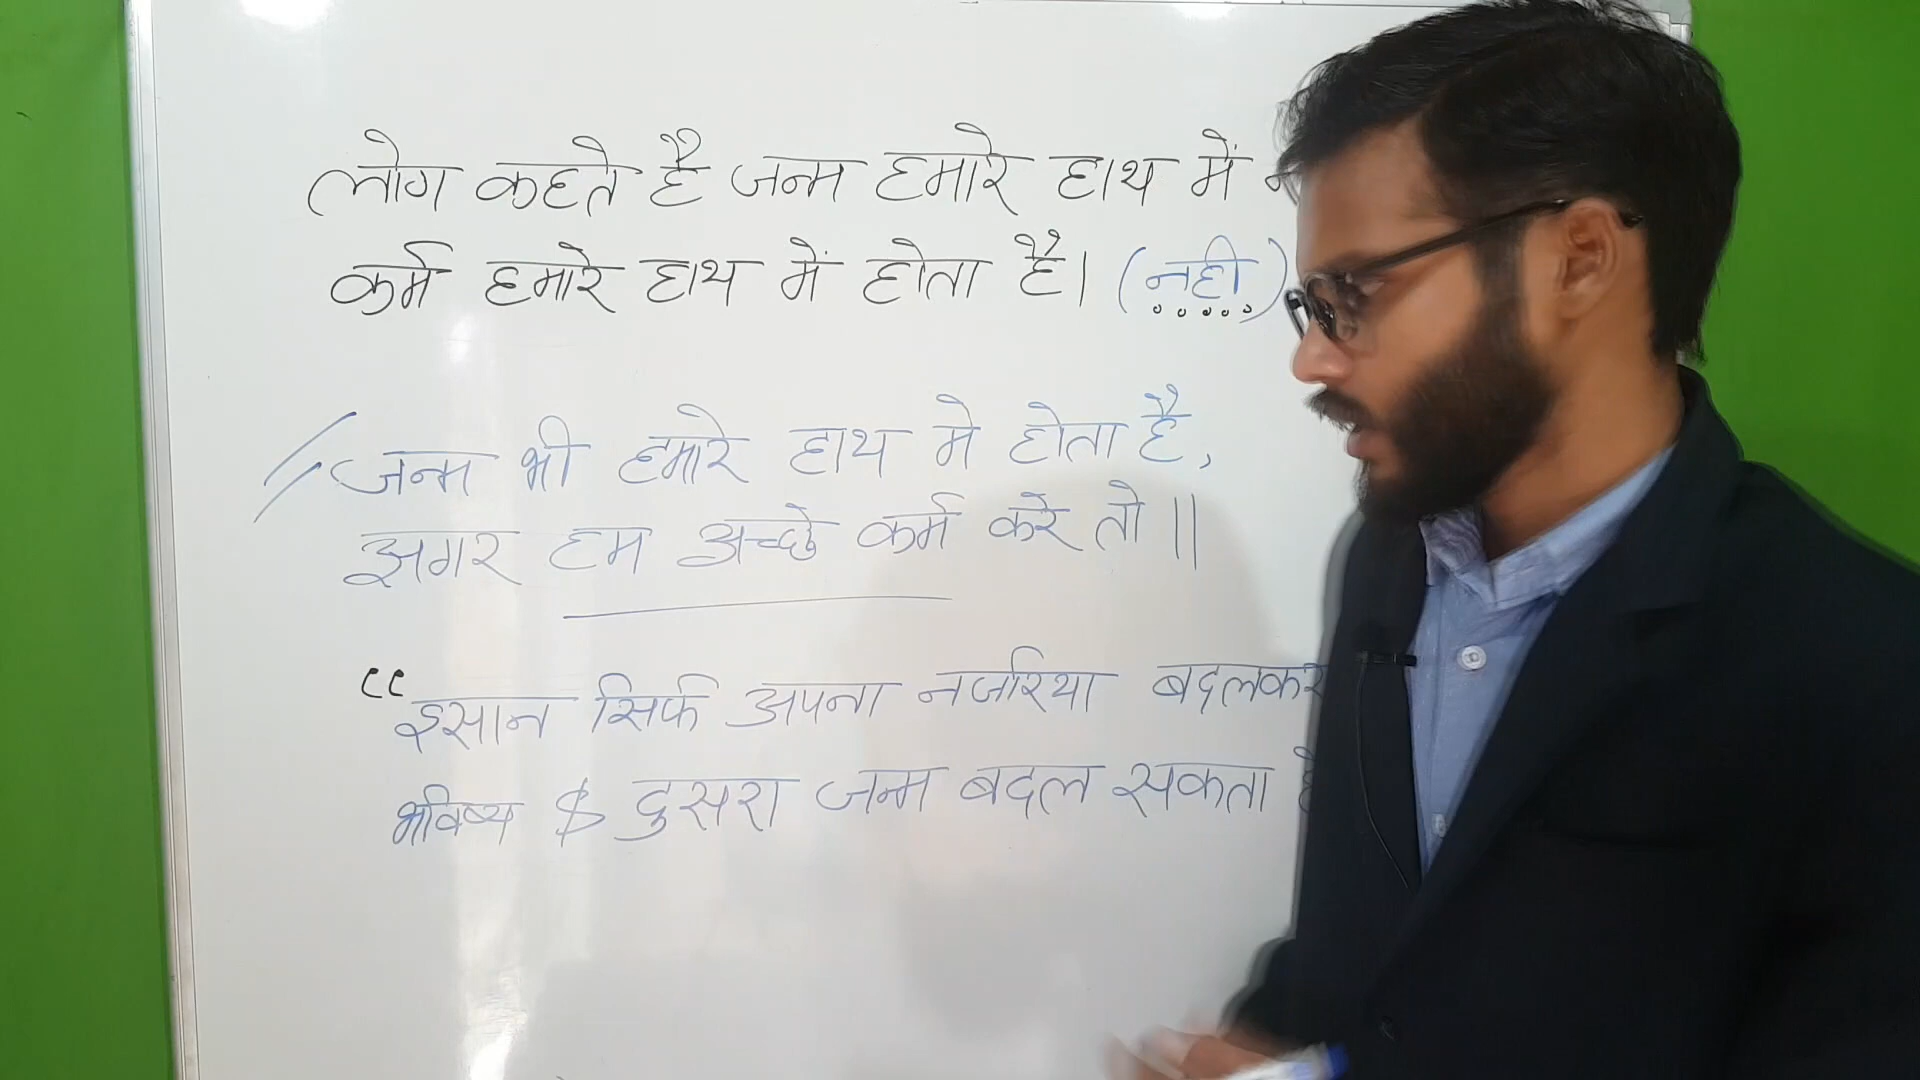 लोग कहते है जन्म हमारे हाथ में
कर्म हमारे हाथ में होता है। (नही)
जन्म भी हमारे हाथ मे होता है,
अगर हम अच्छे कर्म करे तो ||
“इसान सिर्फ अपना नजरिया बदलकर
भविष्य & दुसरा जन्म बदल सकता